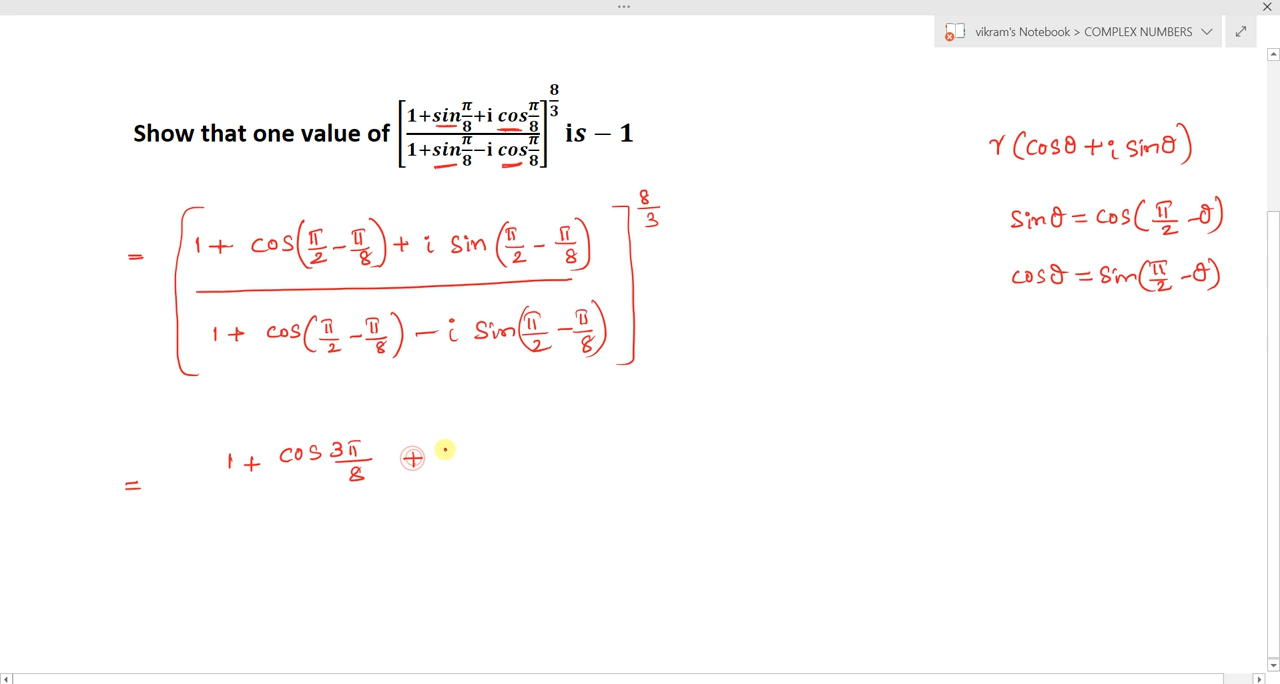 vikram's Notebook > COMPLEX NUMBERS
Show that one value of [(1+sin π/8 + i cos π/8)/(1+sin π/8 − i cos π/8)]^(8/3) is − 1
r(cosθ + i sinθ)
sinθ = cos(π/2 − θ)
cosθ = sin(π/2 − θ)
= [(1 + cos(π/2 − π/8) + i sin(π/2 − π/8))/(1 + cos(π/2 − π/8) − i sin(π/2 − π/8))]^(8/3)
= 1 + cos 3π/8 +